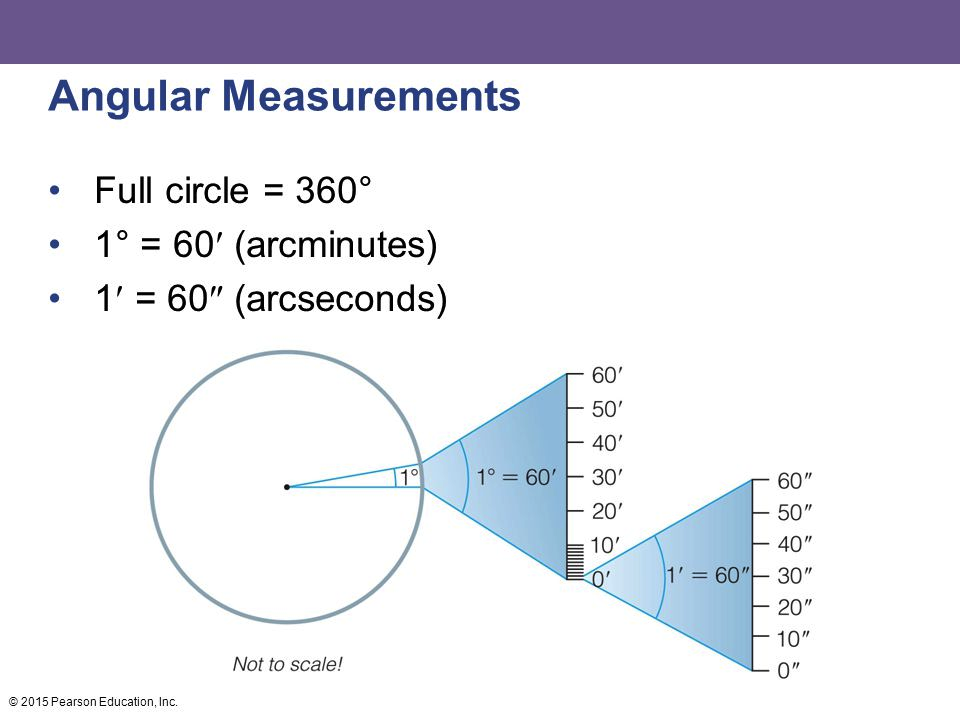 Angular Measurements
• Full circle = 360°
• 1° = 60′ (arcminutes)
• 1′ = 60″ (arcseconds)
60′
50′
40′
1°
1° = 60′
30′
20′
10′
0′
60″
50″
40″
1′ = 60″
30″
20″
10″
0″
Not to scale!
© 2015 Pearson Education, Inc.